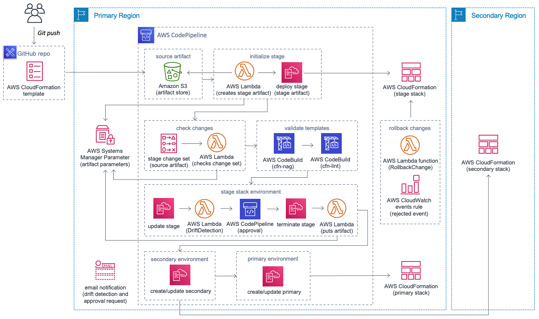 Primary Region
Secondary Region
Git push
AWS CodePipeline
GitHub repo
AWS CloudFormation
template
source artifact
Amazon S3
(artifact store)
initialize stage
AWS Lambda
(creates stage artifact)
deploy stage
(stage artifact)
AWS CloudFormation
(stage stack)
AWS Systems
Manager Parameter
(artifact parameters)
check changes
stage change set
(source artifact)
AWS Lambda
(checks change set)
validate templates
AWS CodeBuild
(cfn-nag)
AWS CodeBuild
(cfn-lint)
rollback changes
AWS Lambda function
(RollbackChange)
AWS CloudWatch
events rule
(rejected event)
AWS CloudFormation
(secondary stack)
stage stack environment
update stage
AWS Lambda
(DriftDetection)
AWS CodePipeline
(approval)
terminate stage
AWS Lambda
(puts artifact)
email notification
(drift detection and
approval request)
secondary environment
create/update secondary
primary environment
create/update primary
AWS CloudFormation
(primary stack)